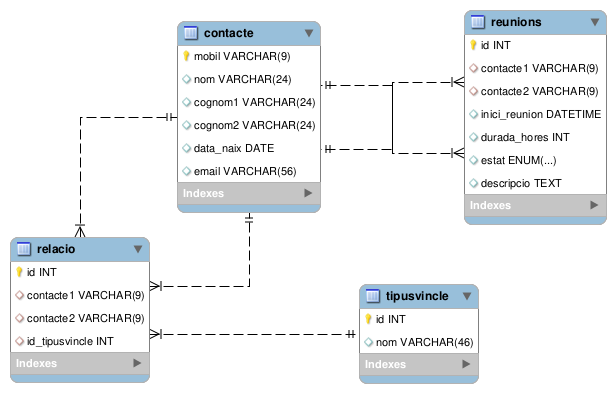 contacte
mobil VARCHAR(9)
nom VARCHAR(24)
cognom1 VARCHAR(24)
cognom2 VARCHAR(24)
data_naix DATE
email VARCHAR(56)
Indexes
reunions
id INT
contacte1 VARCHAR(9)
contacte2 VARCHAR(9)
inici_reunion DATETIME
durada_hores INT
estat ENUM(...)
descripcio TEXT
Indexes
relacio
id INT
contacte1 VARCHAR(9)
contacte2 VARCHAR(9)
id_tipusvincle INT
Indexes
tipusvincle
id INT
nom VARCHAR(46)
Indexes